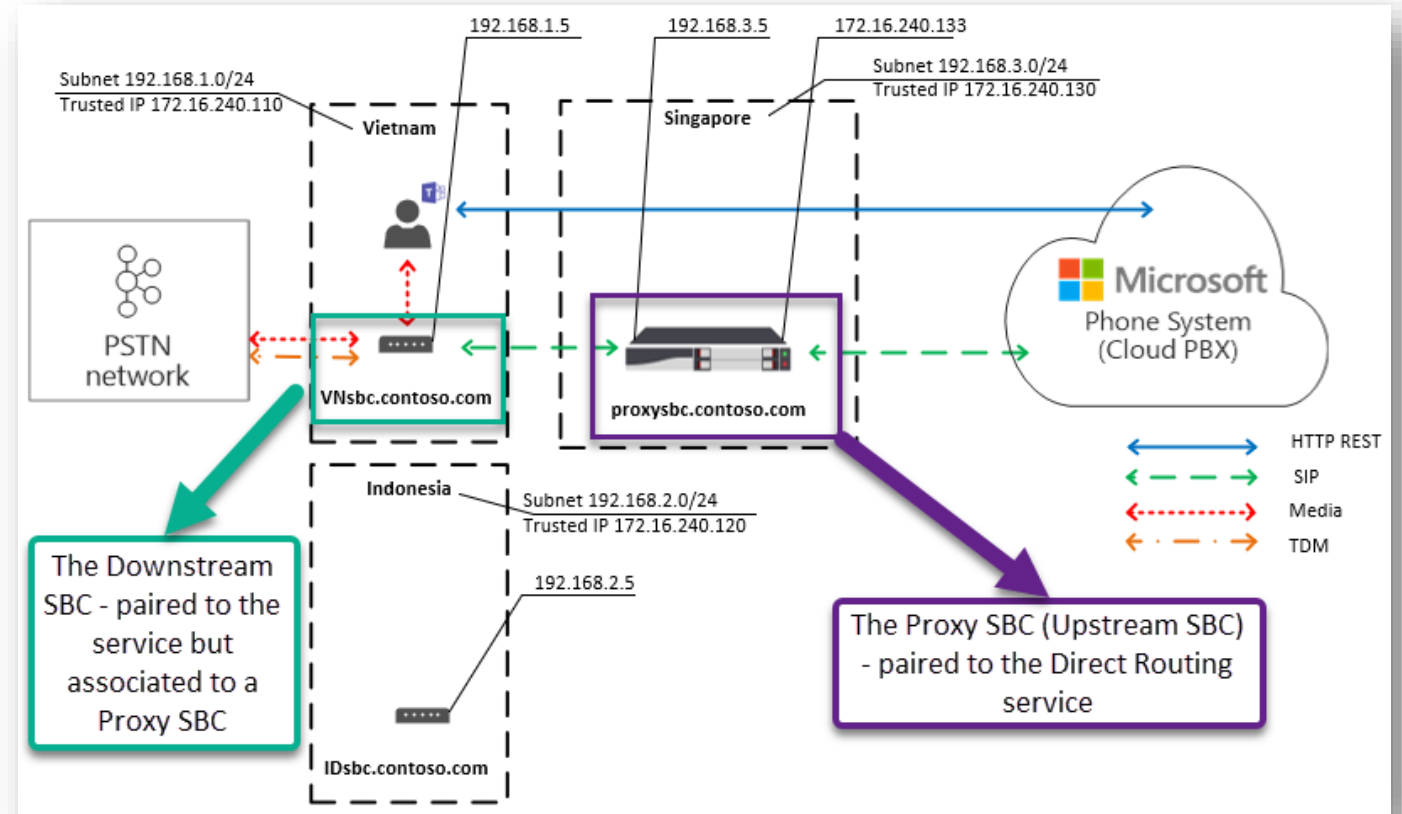 192.168.1.5
192.168.3.5
172.16.240.133
Subnet 192.168.1.0/24
Trusted IP 172.16.240.110
Subnet 192.168.3.0/24
Trusted IP 172.16.240.130
Vietnam
Singapore
T
PSTN
network
VNsbc.contoso.com
proxysbc.contoso.com
Microsoft
Phone System
(Cloud PBX)
HTTP REST
SIP
Media
TDM
Indonesia
Subnet 192.168.2.0/24
Trusted IP 172.16.240.120
192.168.2.5
IDsbc.contoso.com
The Downstream
SBC - paired to the
service but
associated to a
Proxy SBC
The Proxy SBC (Upstream SBC)
- paired to the Direct Routing
service